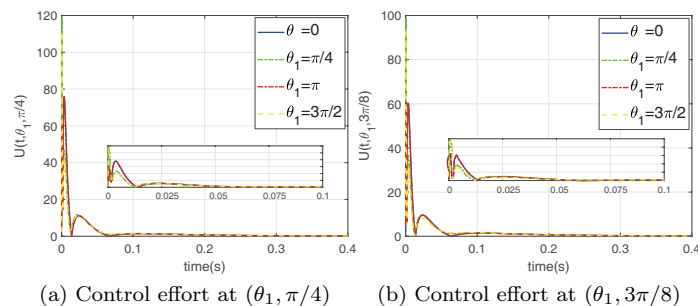 120
100
80
60
40
20
0
U(t,θ₁,π/4)
θ =0
θ₁=π/4
θ₁=π
θ₁=3π/2
0 0.025 0.05 0.075 0.1
0 0.1 0.2 0.3 0.4
time(s)
(a) Control effort at (θ₁, π/4)
100
80
60
40
20
0
U(t,θ₁,3π/8)
θ =0
θ₁=π/4
θ₁=π
θ₁=3π/2
0 0.025 0.05 0.075 0.1
0 0.1 0.2 0.3 0.4
time(s)
(b) Control effort at (θ₁, 3π/8)